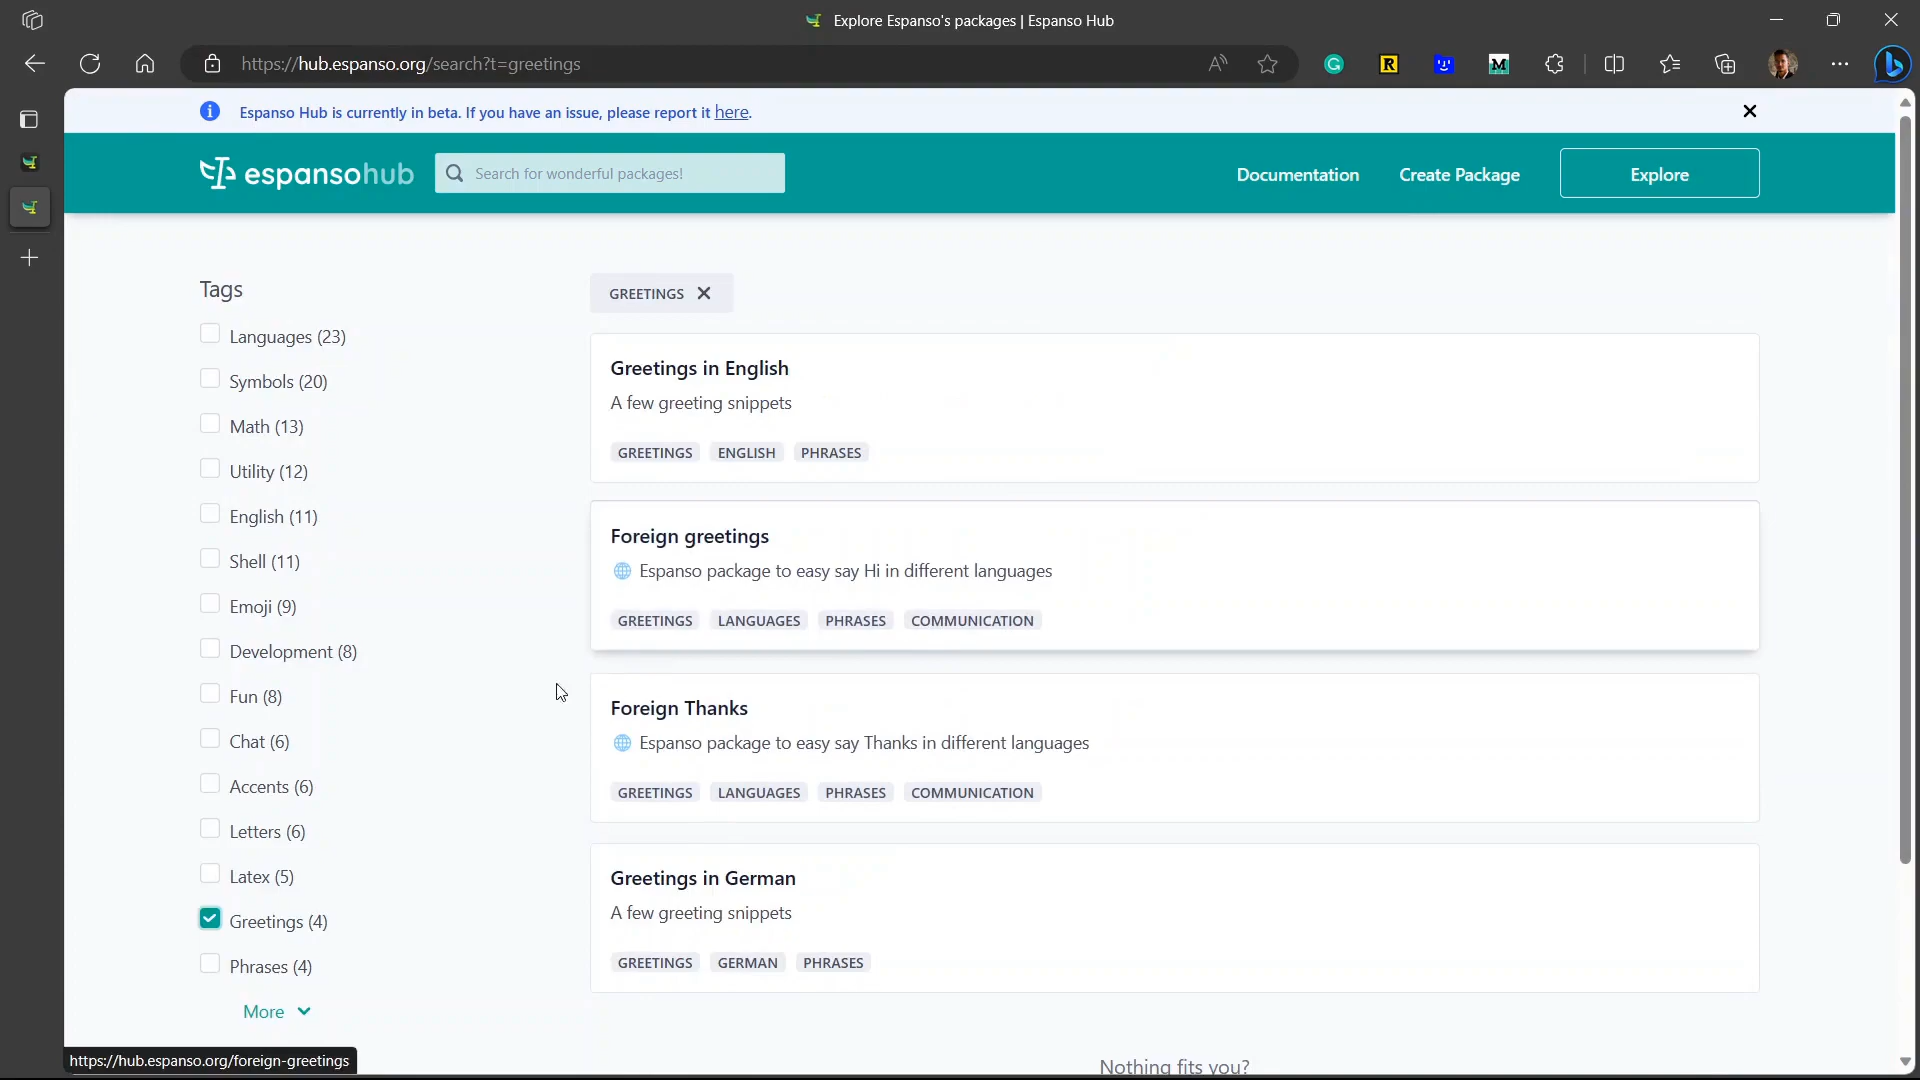 Explore Espanso's packages | Espanso Hub
https://hub.espanso.org/search?t=greetings
Espanso Hub is currently in beta. If you have an issue, please report it here.
espansohub
Search for wonderful packages!
Documentation
Create Package
Explore
Tags
Languages (23)
Symbols (20)
Math (13)
Utility (12)
English (11)
Shell (11)
Emoji (9)
Development (8)
Fun (8)
Chat (6)
Accents (6)
Letters (6)
Latex (5)
Greetings (4)
Phrases (4)
More
GREETINGS
Greetings in English
A few greeting snippets
GREETINGS ENGLISH PHRASES
Foreign greetings
Espanso package to easy say Hi in different languages
GREETINGS LANGUAGES PHRASES COMMUNICATION
Foreign Thanks
Espanso package to easy say Thanks in different languages
GREETINGS LANGUAGES PHRASES COMMUNICATION
Greetings in German
A few greeting snippets
GREETINGS GERMAN PHRASES
Nothing fits you?
https://hub.espanso.org/foreign-greetings